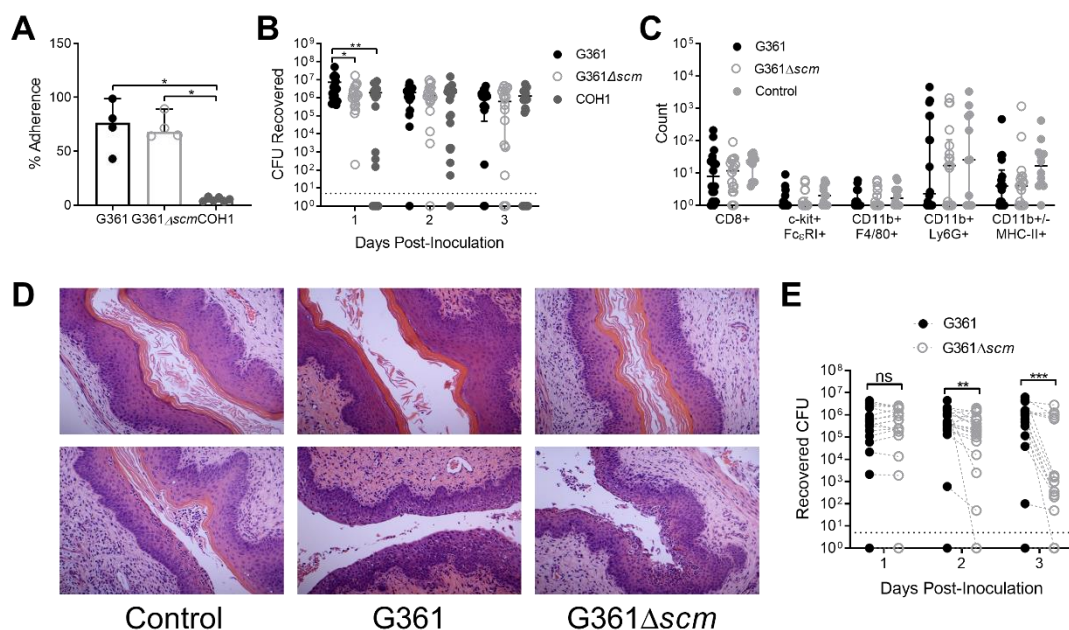 A
150
100
50
0
% Adherence
*
*
G361 G361Δscm COH1
B
10⁹
10⁸
10⁷
10⁶
10⁵
10⁴
10³
10²
10¹
10⁰
CFU Recovered
**
*
1 2 3
Days Post-Inoculation
G361
G361Δscm
COH1
C
10⁵
10⁴
10³
10²
10¹
10⁰
Count
G361
G361Δscm
Control
CD8+ c-kit+ CD11b+ CD11b+ CD11b+/-
FcεRI+ F4/80+ Ly6G+ MHC-II+
D
Control G361 G361Δscm
E
G361
G361Δscm
10⁸
10⁷
10⁶
10⁵
10⁴
10³
10²
10¹
10⁰
Recovered CFU
ns ** ***
1 2 3
Days Post-Inoculation